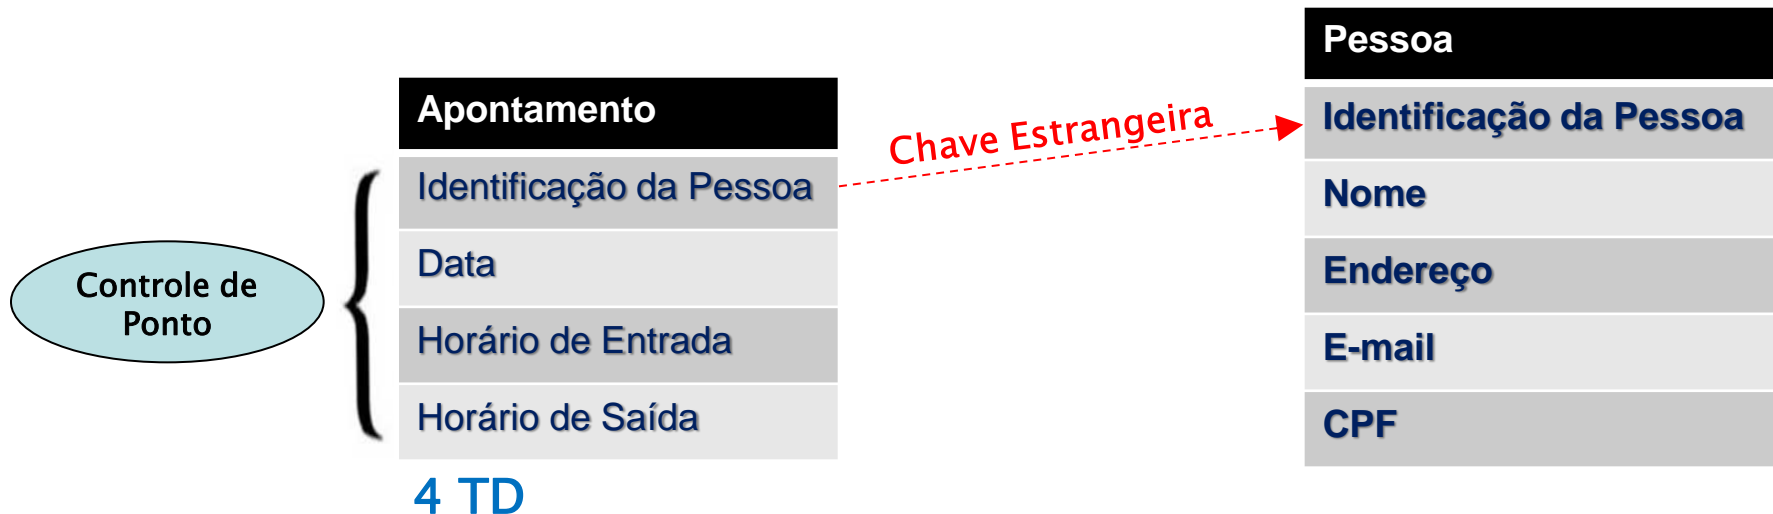 Controle de
Ponto
Apontamento
Identificação da Pessoa
Data
Horário de Entrada
Horário de Saída
4 TD
Chave Estrangeira
Pessoa
Identificação da Pessoa
Nome
Endereço
E-mail
CPF